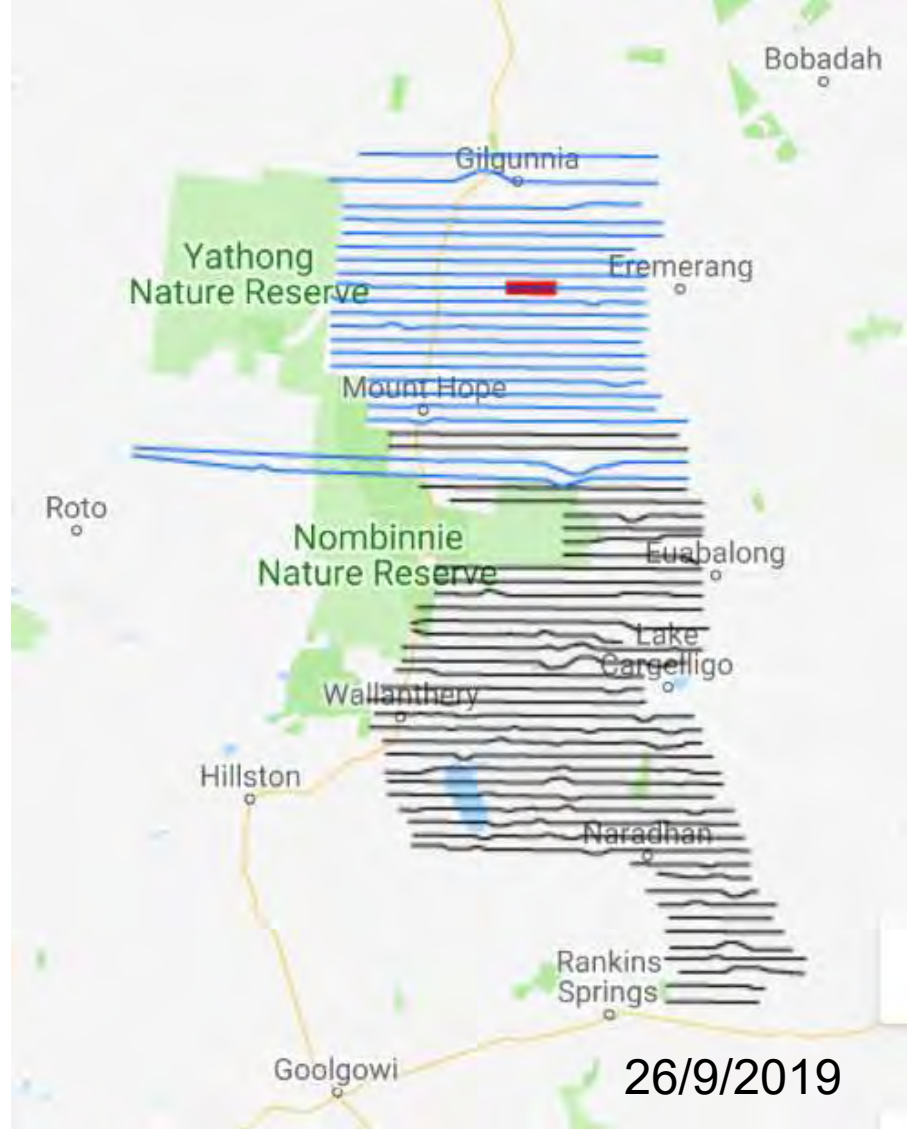 Bobadah
Gilgunnia
Yathong
Nature Reserve
Eremerang
Mount Hope
Roto
Nombinnie
Nature Reserve
Euabalong
Lake
Cargelligo
Wallanthery
Hillston
Naradhan
Rankins
Springs
Goolgowi
26/9/2019